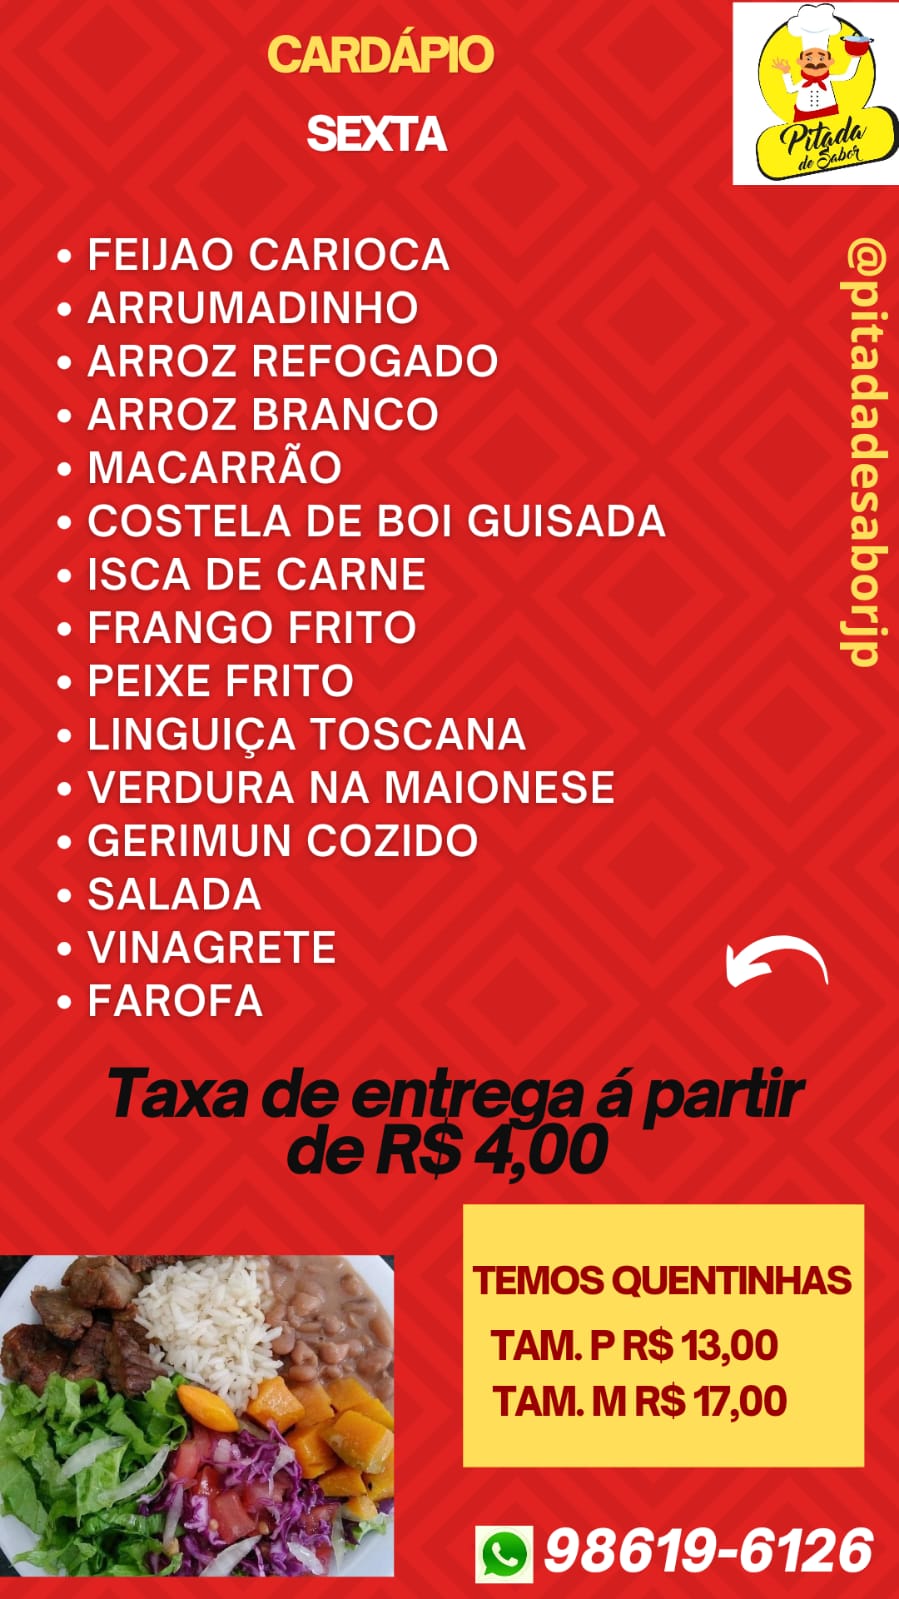 CARDÁPIO
SEXTA
Pitada
de Sabor
@pitadadesaborjp
• FEIJAO CARIOCA
• ARRUMADINHO
• ARROZ REFOGADO
• ARROZ BRANCO
• MACARRÃO
• COSTELA DE BOI GUISADA
• ISCA DE CARNE
• FRANGO FRITO
• PEIXE FRITO
• LINGUIÇA TOSCANA
• VERDURA NA MAIONESE
• GERIMUN COZIDO
• SALADA
• VINAGRETE
• FAROFA
Taxa de entrega á partir
de R$ 4,00
TEMOS QUENTINHAS
TAM. P R$ 13,00
TAM. M R$ 17,00
98619-6126